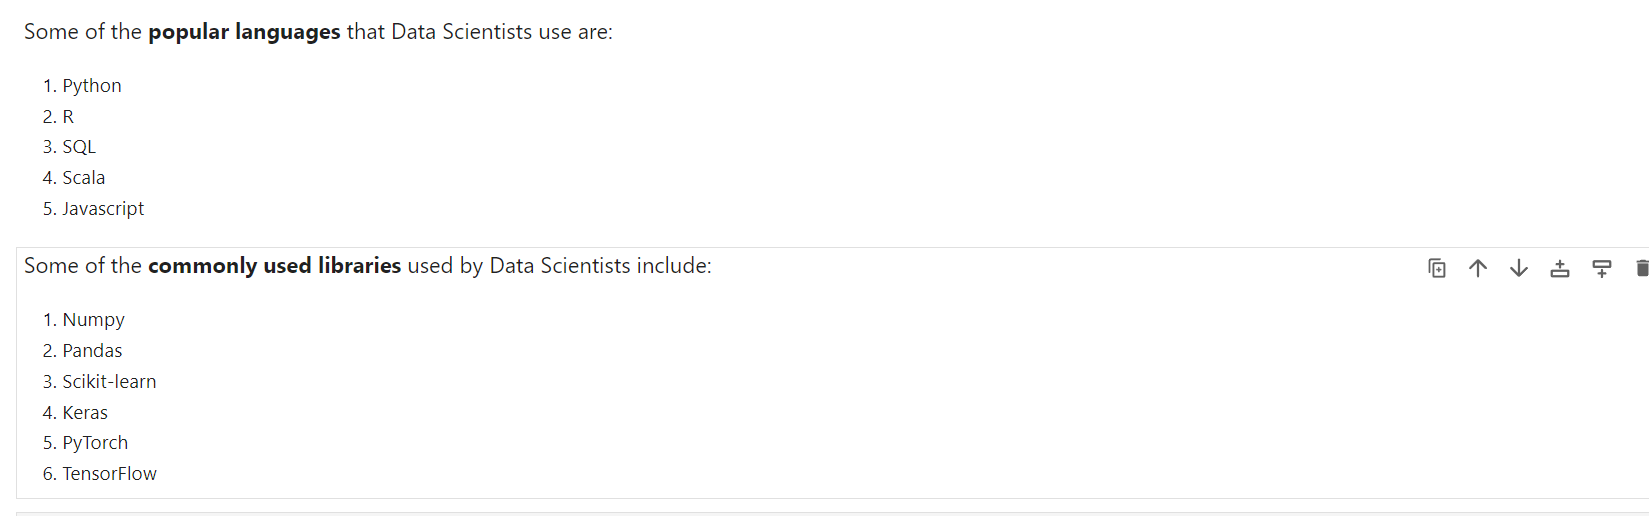 Some of the popular languages that Data Scientists use are:
1. Python
2. R
3. SQL
4. Scala
5. Javascript
Some of the commonly used libraries used by Data Scientists include:
1. Numpy
2. Pandas
3. Scikit-learn
4. Keras
5. PyTorch
6. TensorFlow